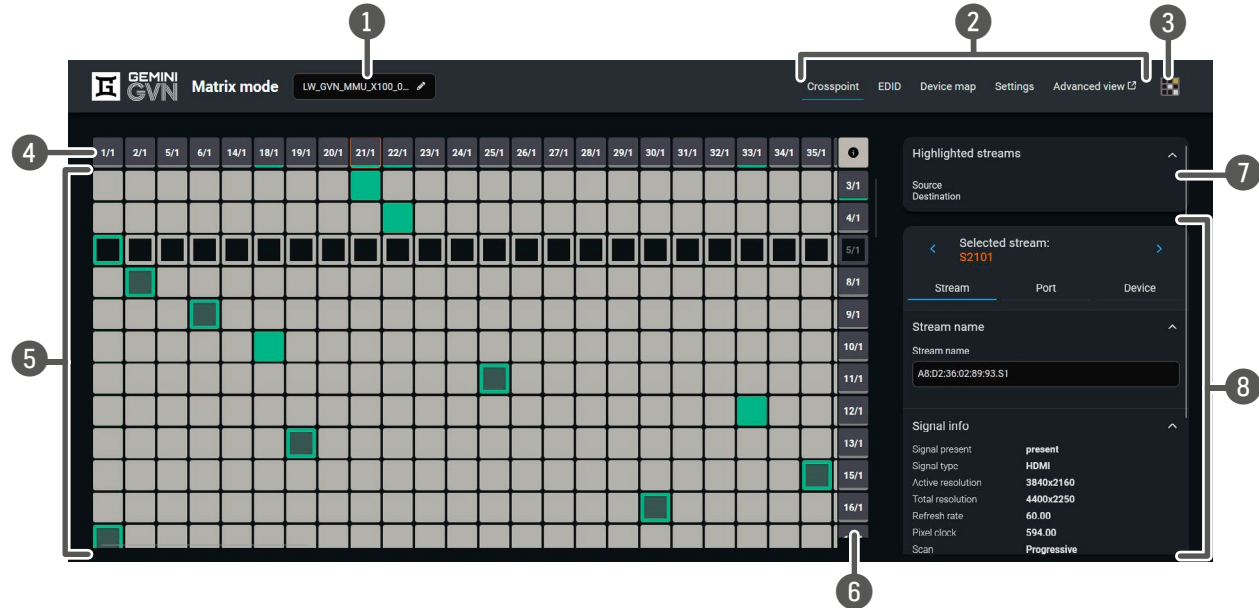 1
2
3
GEMINI
GVN
Matrix mode
LW_GVN_MMU_X100_0...
Crosspoint EDID Device map Settings Advanced view
4
1/1 2/1 5/1 6/1 14/1 18/1 19/1 20/1 21/1 22/1 23/1 24/1 25/1 26/1 27/1 28/1 29/1 30/1 31/1 32/1 33/1 34/1 35/1
3/1
4/1
5/1
8/1
9/1
10/1
11/1
12/1
13/1
15/1
16/1
5
6
Highlighted streams
Source
Destination
7
Selected stream:
S2101
Stream Port Device
Stream name
Stream name
A8:D2:36:02:89:93.S1
Signal info
Signal present present
Signal type HDMI
Active resolution 3840x2160
Total resolution 4400x2250
Refresh rate 60.00
Pixel clock 594.00
Scan Progressive
8